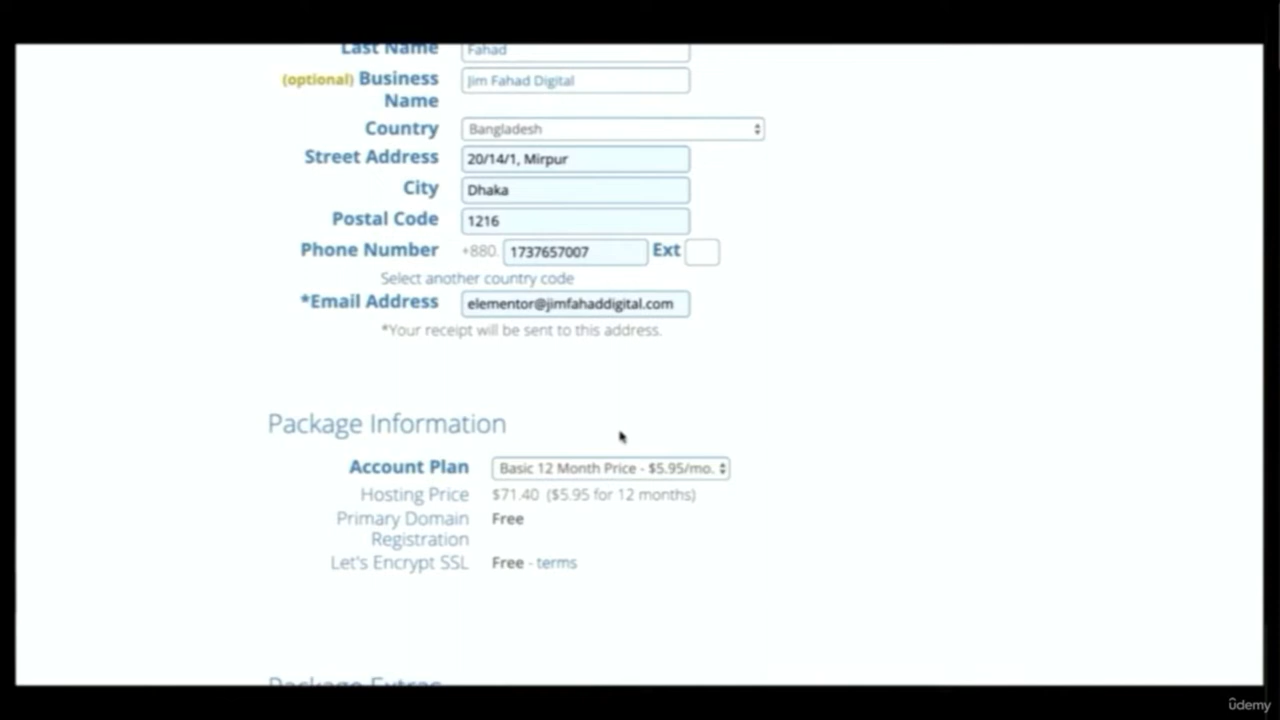 Last Name Fahad
(optional) Business Name Jim Fahad Digital
Country Bangladesh
Street Address 20/14/1, Mirpur
City Dhaka
Postal Code 1216
Phone Number +880. 1737657007 Ext
Select another country code
*Email Address elementor@jimfahaddigital.com
*Your receipt will be sent to this address.
Package Information
Account Plan Basic 12 Month Price - $5.95/mo.
Hosting Price $71.40 ($5.95 for 12 months)
Primary Domain Registration Free
Let's Encrypt SSL Free - terms
Package Extras
udemy